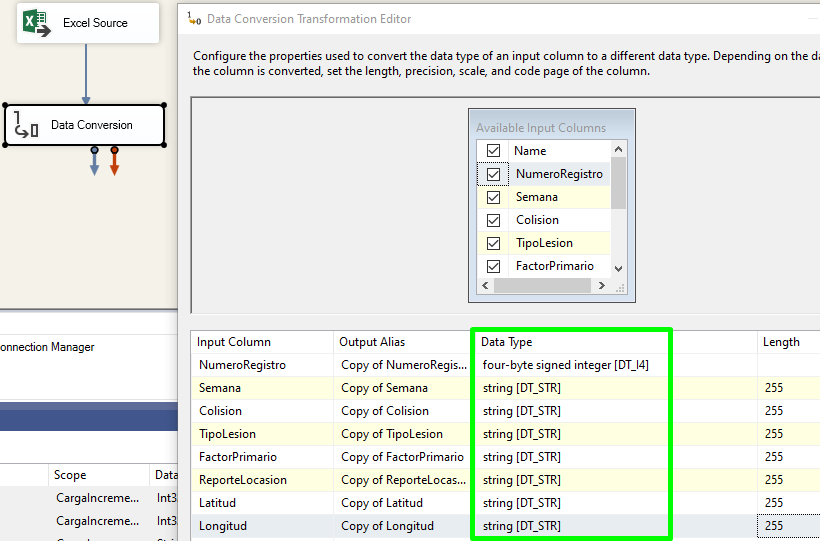 Excel Source
Data Conversion
Data Conversion Transformation Editor
Configure the properties used to convert the data type of an input column to a different data type. Depending on the da
the column is converted, set the length, precision, scale, and code page of the column.
Available Input Columns
Name
NumeroRegistro
Semana
Colision
TipoLesion
FactorPrimario
Input Column Output Alias Data Type Length
NumeroRegistro Copy of NumeroRegis... four-byte signed integer [DT_I4]
Semana Copy of Semana string [DT_STR] 255
Colision Copy of Colision string [DT_STR] 255
TipoLesion Copy of TipoLesion string [DT_STR] 255
FactorPrimario Copy of FactorPrimario string [DT_STR] 255
ReporteLocasion Copy of ReporteLocas... string [DT_STR] 255
Latitud Copy of Latitud string [DT_STR] 255
Longitud Copy of Longitud string [DT_STR] 255
onnection Manager
Scope Data
CargaIncreme... Int3
CargaIncreme... Int3